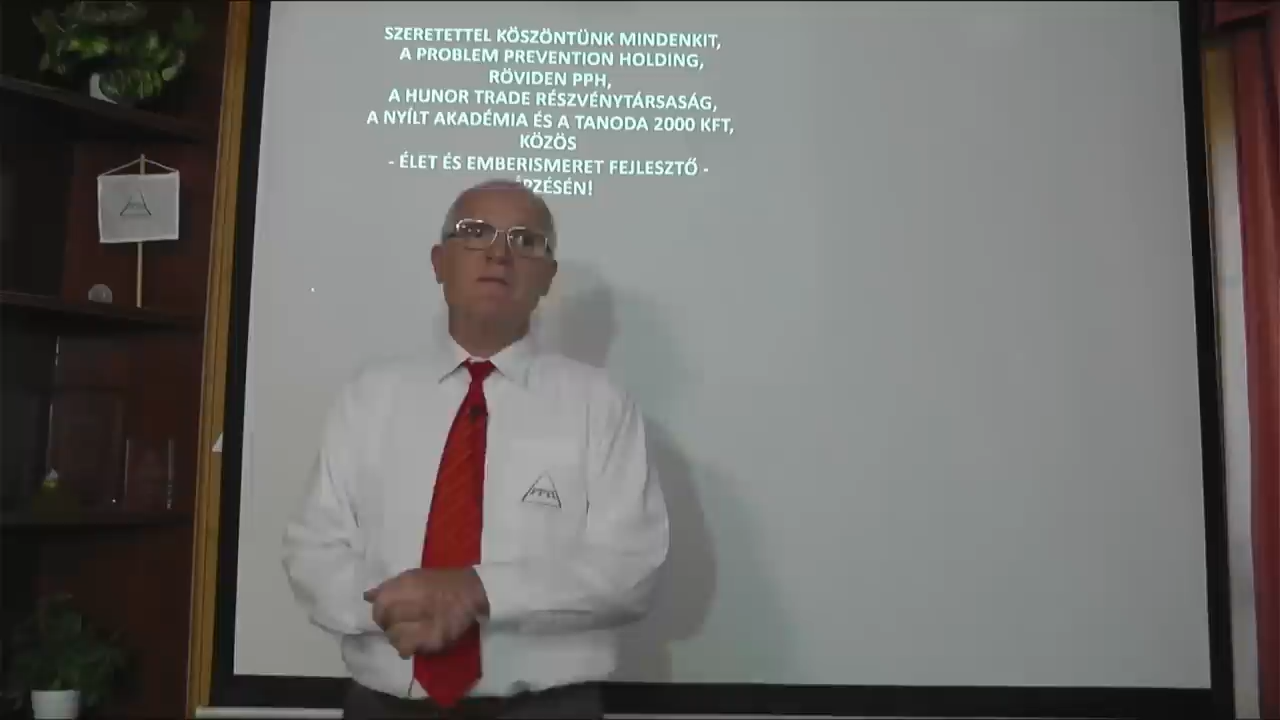 SZERETETTEL KÖSZÖNTÜNK MINDENKIT,
A PROBLEM PREVENTION HOLDING,
RÖVIDEN PPH,
A HUNOR TRADE RÉSZVÉNYTÁRSASÁG,
A NYÍLT AKADÉMIA ÉS A TANODA 2000 KFT,
KÖZÖS
- ÉLET ÉS EMBERISMERET FEJLESZTŐ -
ÉPZÉSÉN!
PPH